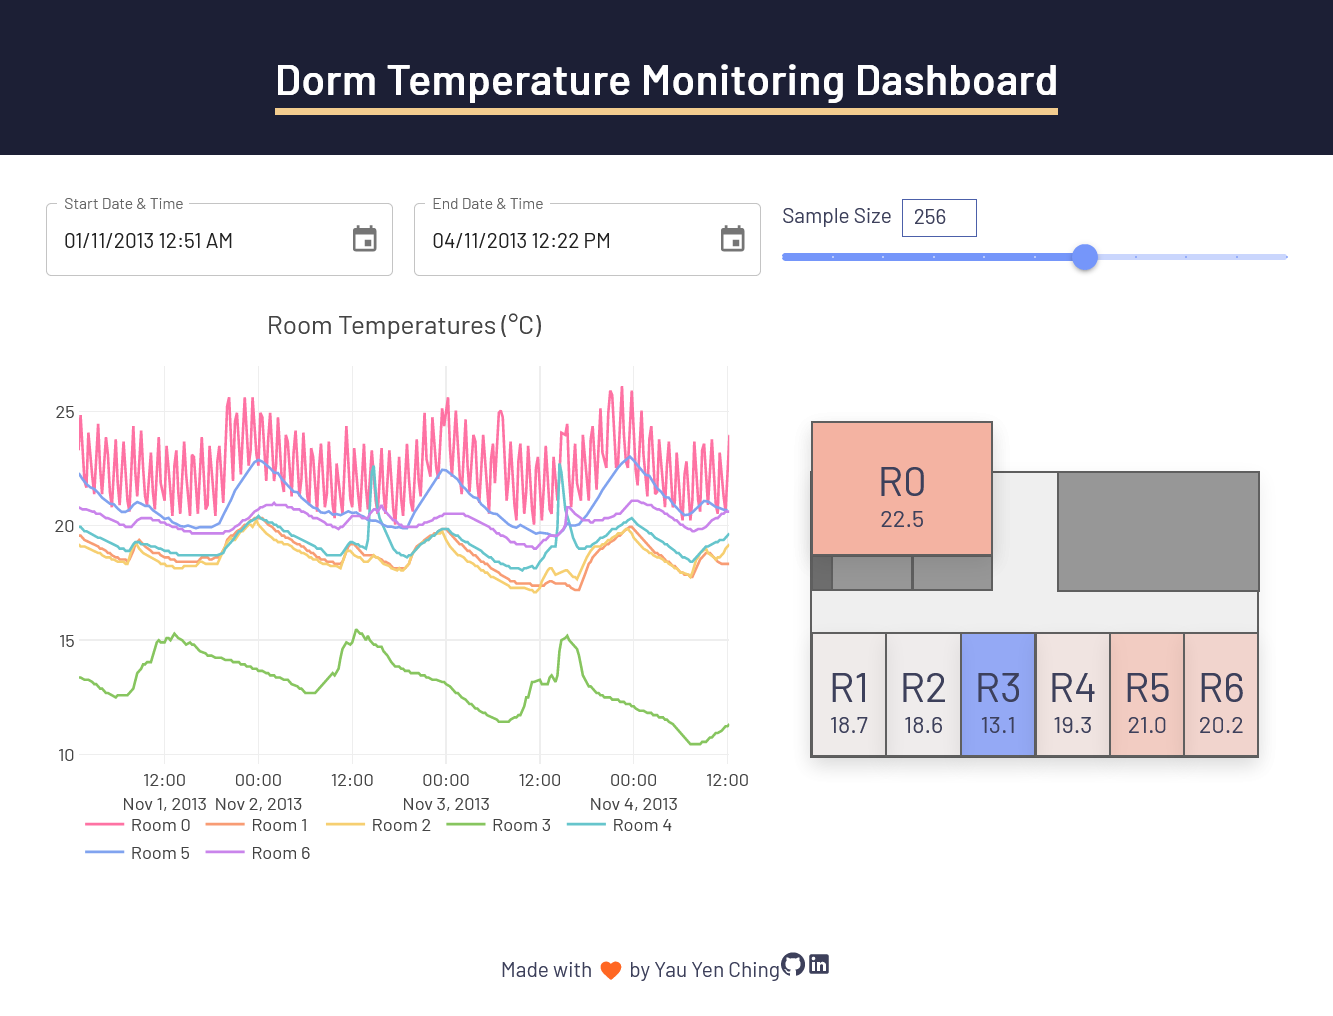 Dorm Temperature Monitoring Dashboard
Start Date & Time
01/11/2013 12:51 AM
End Date & Time
04/11/2013 12:22 PM
Sample Size 256
Room Temperatures (°C)
25
20
15
10
12:00 00:00 12:00 00:00 12:00 00:00 12:00
Nov 1, 2013 Nov 2, 2013 Nov 3, 2013 Nov 4, 2013
Room 0 Room 1 Room 2 Room 3 Room 4
Room 5 Room 6
R0
22.5
R1 R2 R3 R4 R5 R6
18.7 18.6 13.1 19.3 21.0 20.2
Made with 🧡 by Yau Yen Ching
in